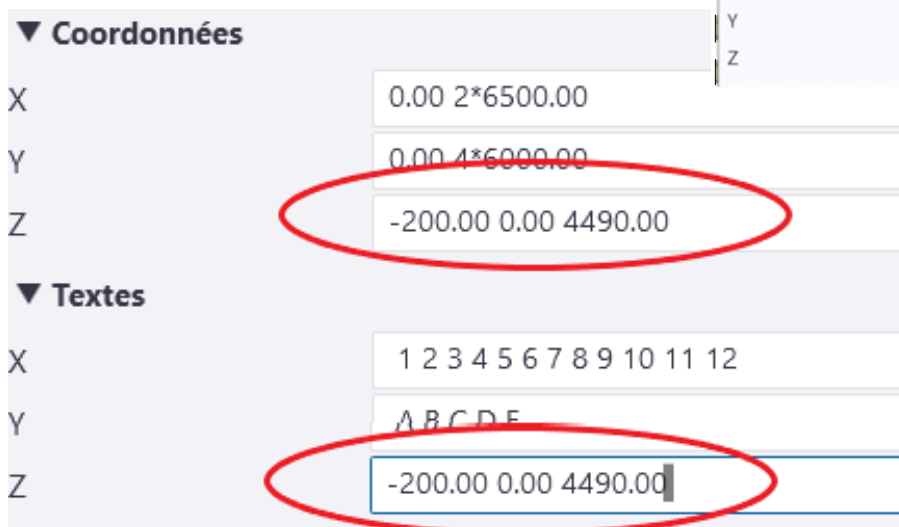 Y
Z
▼ Coordonnées
X 0.00 2*6500.00
Y 0.00 4*6000.00
Z -200.00 0.00 4490.00
▼ Textes
X 1 2 3 4 5 6 7 8 9 10 11 12
Y A B C D E
Z -200.00 0.00 4490.00